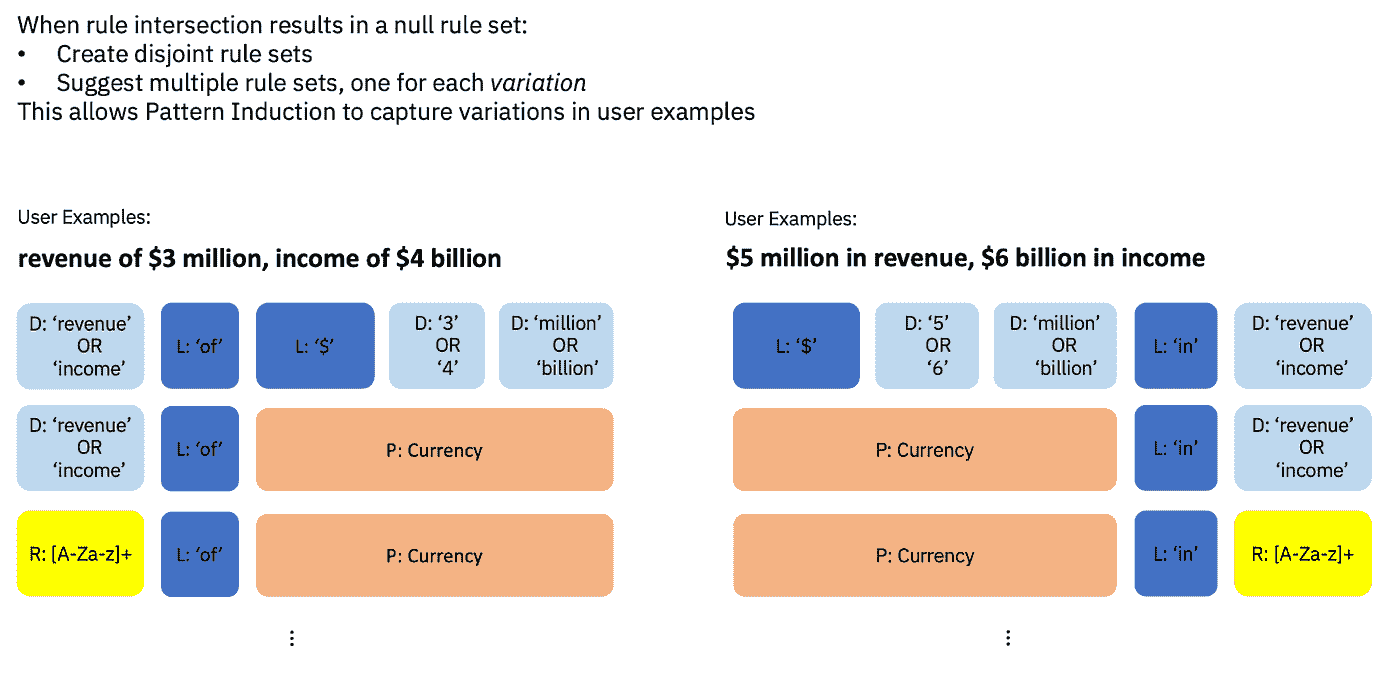 When rule intersection results in a null rule set:
• Create disjoint rule sets
• Suggest multiple rule sets, one for each variation
This allows Pattern Induction to capture variations in user examples
User Examples:
revenue of $3 million, income of $4 billion
D: ‘revenue’
OR
‘income’
L: ‘of’
L: ‘$’
D: ‘3’
OR
‘4’
D: ‘million’
OR
‘billion’
D: ‘revenue’
OR
‘income’
L: ‘of’
P: Currency
R: [A-Za-z]+
L: ‘of’
P: Currency
⋮
User Examples:
$5 million in revenue, $6 billion in income
L: ‘$’
D: ‘5’
OR
‘6’
D: ‘million’
OR
‘billion’
L: ‘in’
D: ‘revenue’
OR
‘income’
P: Currency
L: ‘in’
D: ‘revenue’
OR
‘income’
P: Currency
L: ‘in’
R: [A-Za-z]+
⋮